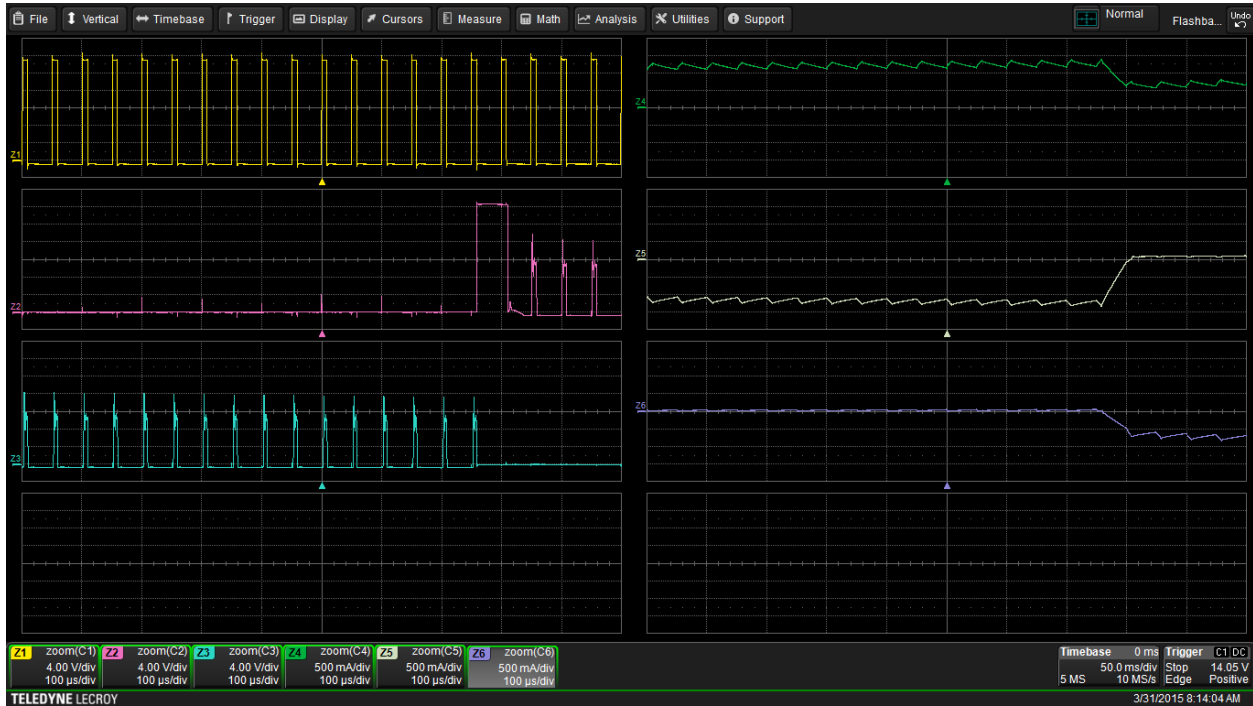 File Vertical Timebase Trigger Display Cursors Measure Math Analysis Utilities Support Normal Flashba... Undo
Z1
Z4
Z2
Z5
Z3
Z6
Z1 zoom(C1) Z2 zoom(C2) Z3 zoom(C3) Z4 zoom(C4) Z5 zoom(C5) Z6 zoom(C6) Timebase 0 ms Trigger C1 DC
4.00 V/div 4.00 V/div 4.00 V/div 500 mA/div 500 mA/div 500 mA/div 50.0 ms/div Stop 14.05 V
100 µs/div 100 µs/div 100 µs/div 100 µs/div 100 µs/div 100 µs/div 5 MS 10 MS/s Edge Positive
TELEDYNE LECROY 3/31/2015 8:14:04 AM